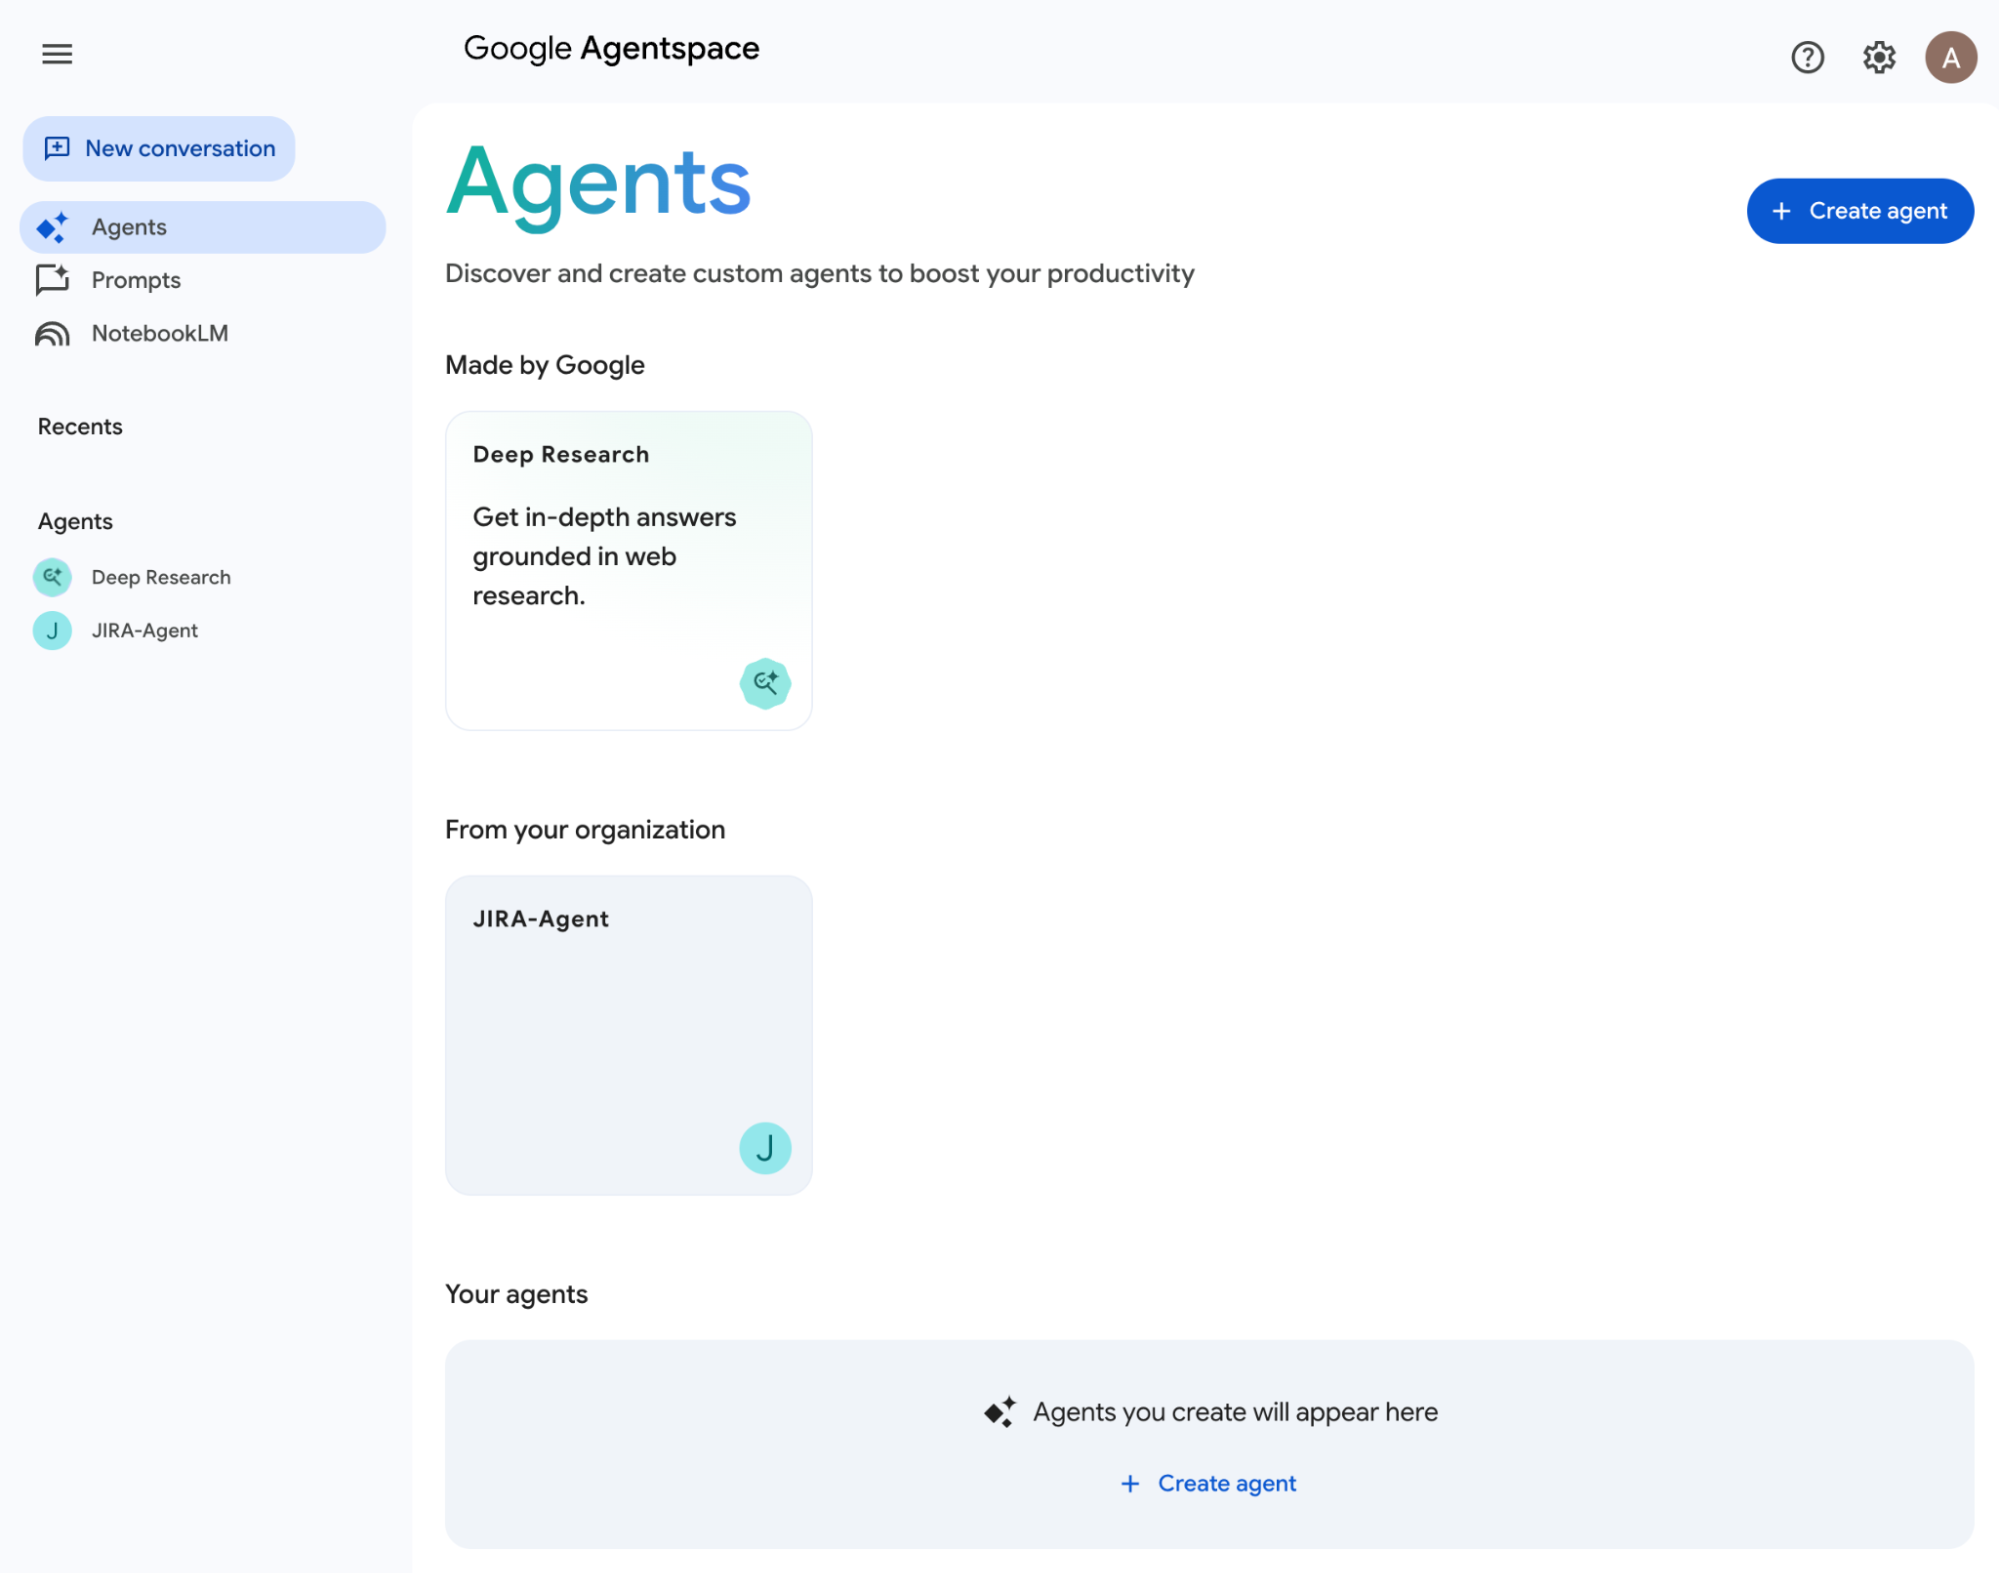 Google Agentspace
A
New conversation
Agents
Prompts
NotebookLM
Recents
Agents
Deep Research
J
JIRA-Agent
Agents
Create agent
Discover and create custom agents to boost your productivity
Made by Google
Deep Research
Get in-depth answers
grounded in web
research.
From your organization
JIRA-Agent
J
Your agents
Agents you create will appear here
Create agent